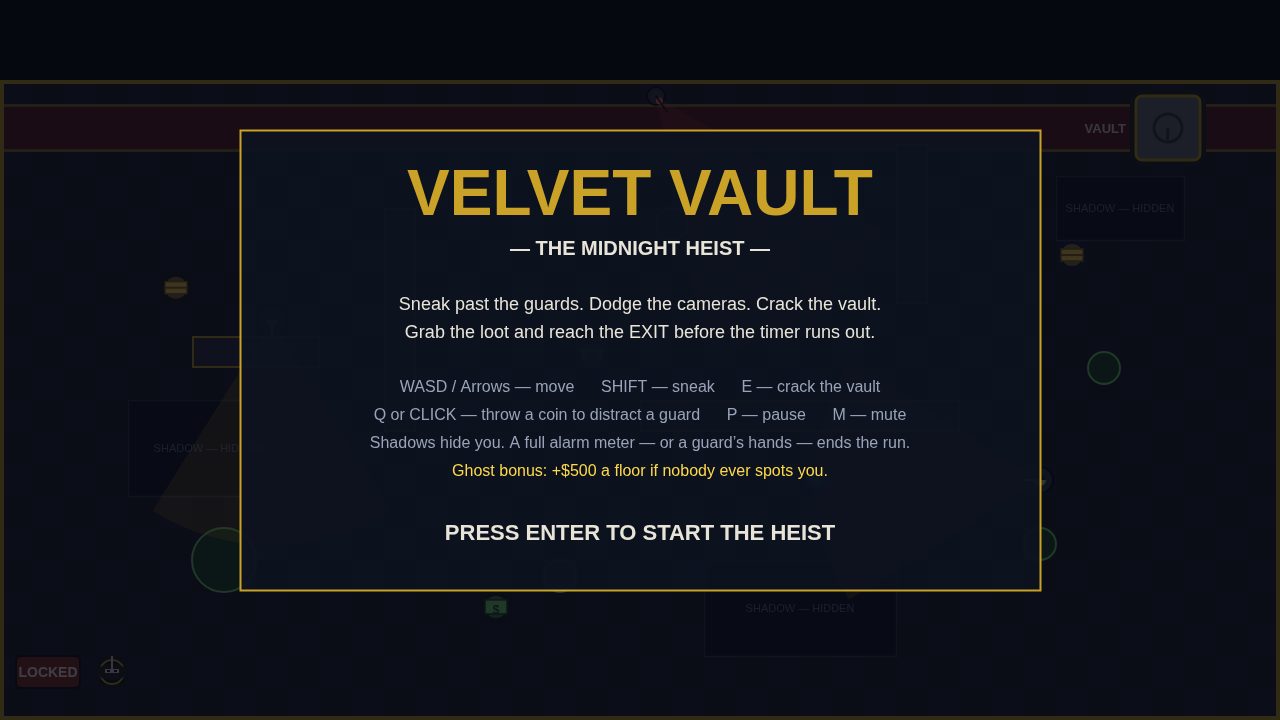 VAULT
VELVET VAULT
SHADOW — HIDDEN
— THE MIDNIGHT HEIST —
Sneak past the guards. Dodge the cameras. Crack the vault.
Grab the loot and reach the EXIT before the timer runs out.
WASD / Arrows — move SHIFT — sneak E — crack the vault
Q or CLICK — throw a coin to distract a guard P — pause M — mute
Shadows hide you. A full alarm meter — or a guard’s hands — ends the run.
SHADOW — HID
Ghost bonus: +$500 a floor if nobody ever spots you.
PRESS ENTER TO START THE HEIST
$
SHADOW — HIDDEN
LOCKED